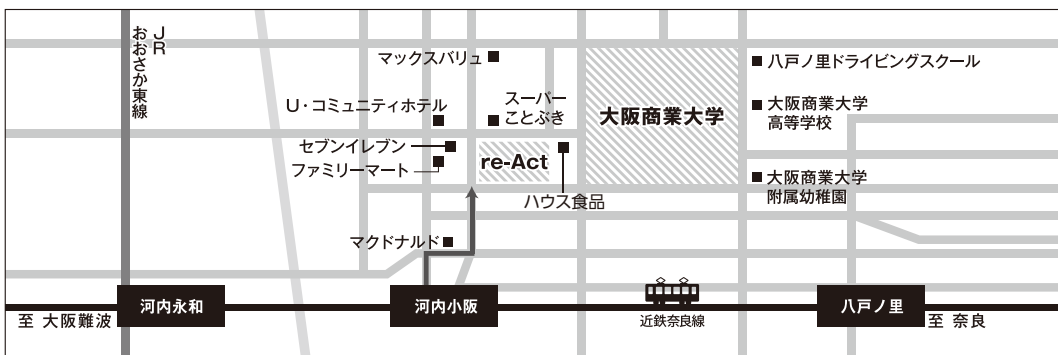 JR
おおさか東線
マックスバリュ
U・コミュニティホテル
スーパー
ことぶき
セブンイレブン
ファミリーマート
re-Act
ハウス食品
大阪商業大学
八戸ノ里ドライビングスクール
大阪商業大学
高等学校
大阪商業大学
附属幼稚園
マクドナルド
河内永和
河内小阪
八戸ノ里
至 大阪難波
近鉄奈良線
至 奈良